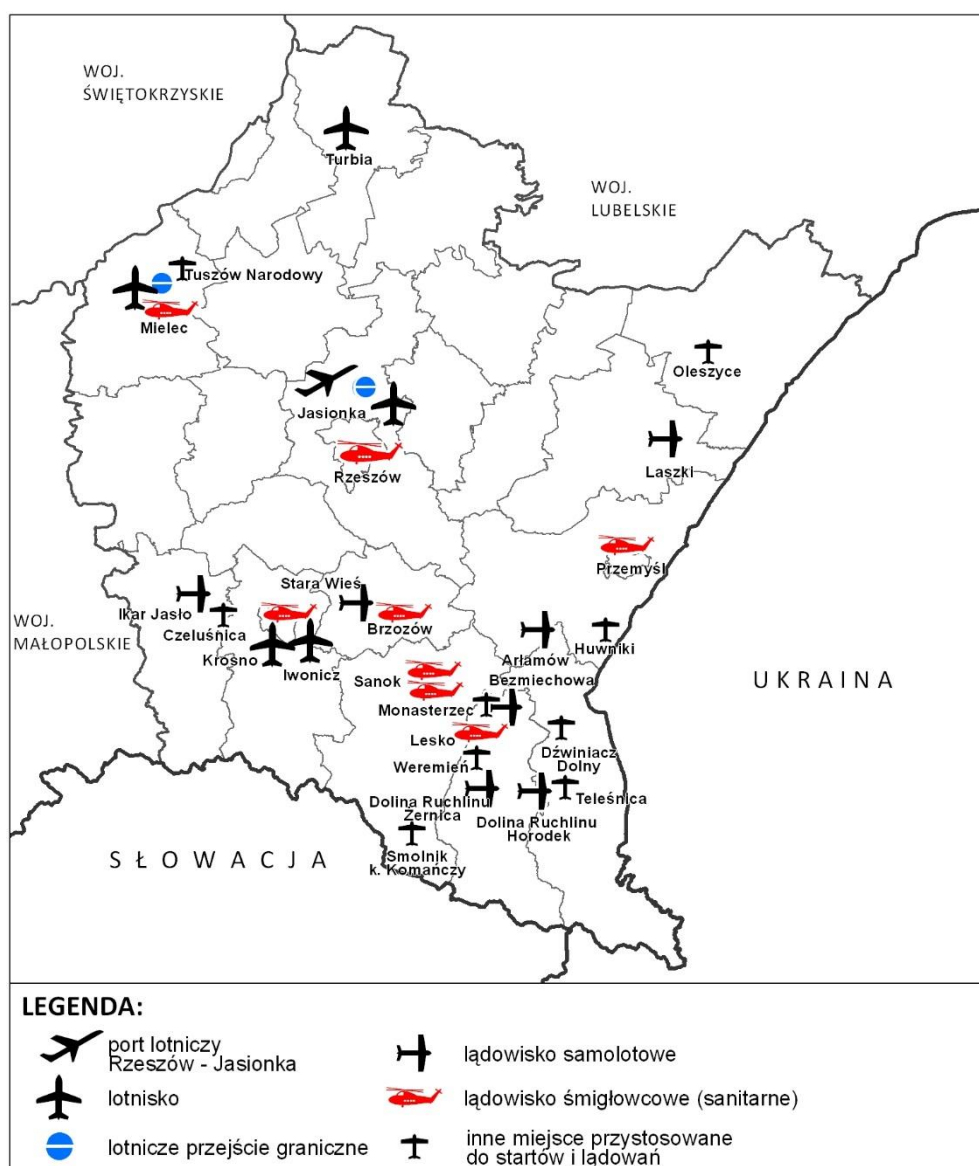 WOJ.
ŚWIĘTOKRZYSKIE
Turbia
WOJ.
LUBELSKIE
Tuszów Narodowy
Mielec
Oleszyce
Jasionka
Laszki
Rzeszów
Przemyśl
Stara Wieś
Ikar Jasło
Czeluśnica
WOJ.
MAŁOPOLSKIE
Brzozów
Krosno
Iwonicz
Arłamów
Huwniki
Bezmiechowa
Sanok
UKRAINA
Monasterzec
Lesko
Dźwiniacz
Dolny
Weremień
Teleśnica
Dolina Ruchlinu
Żernica
Dolina Ruchlinu
Horodek
Smolnik
k. Komańczy
SŁOWACJA
LEGENDA:
port lotniczy
Rzeszów - Jasionka
lotnisko
lotnicze przejście graniczne
lądowisko samolotowe
lądowisko śmigłowcowe (sanitarne)
inne miejsce przystosowane
do startów i lądowań